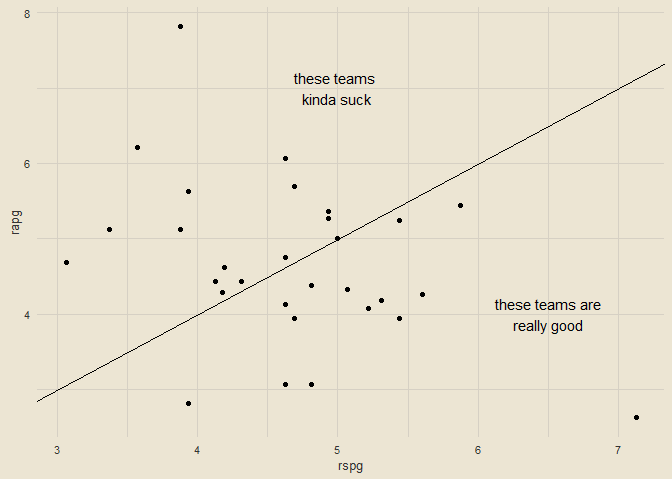 8
these teams
kinda suck
6
rapg
these teams are
really good
4
3 4 5 6 7
rspg